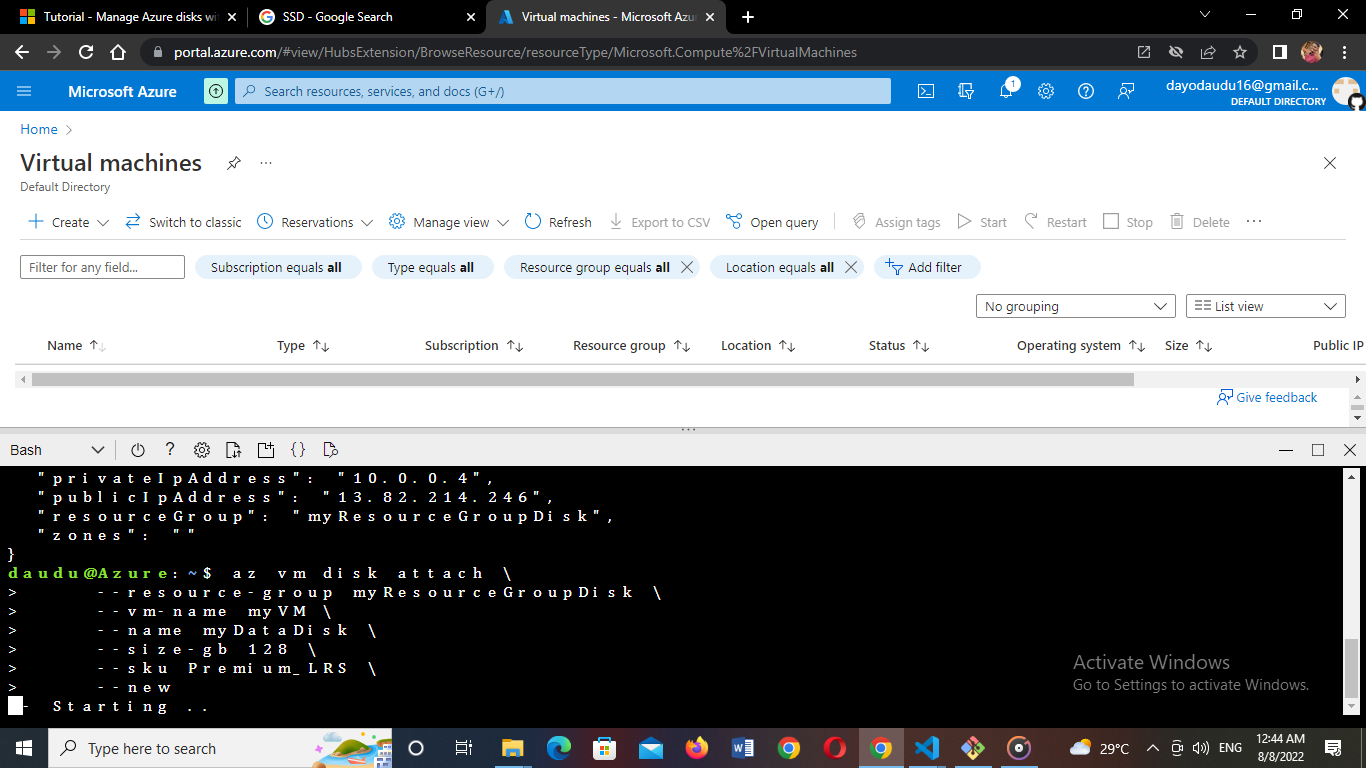 Tutorial - Manage Azure disks wi
SSD - Google Search
Virtual machines - Microsoft Azu
portal.azure.com/#view/HubsExtension/BrowseResource/resourceType/Microsoft.Compute%2FVirtualMachines
Microsoft Azure
Search resources, services, and docs (G+/)
1
dayodaudu16@gmail.c...
DEFAULT DIRECTORY
Home >
Virtual machines
...
Default Directory
+ Create
Switch to classic
Reservations
Manage view
Refresh
Export to CSV
Open query
Assign tags
Start
Restart
Stop
Delete
...
Filter for any field...
Subscription equals all
Type equals all
Resource group equals all
Location equals all
Add filter
No grouping
List view
Name
Type
Subscription
Resource group
Location
Status
Operating system
Size
Public IP
Give feedback
Bash
?
{}
"privateIpAddress": "10.0.0.4",
"publicIpAddress": "13.82.214.246",
"resourceGroup": "myResourceGroupDisk",
"zones": ""
}
daudu@Azure:~$ az vm disk attach \
> --resource-group myResourceGroupDisk \
> --vm-name myVM \
> --name myDataDisk \
> --size-gb 128 \
> --sku Premium_LRS \
> --new
- Starting ..
Activate Windows
Go to Settings to activate Windows.
Type here to search
29°C
ENG
12:44 AM
8/8/2022